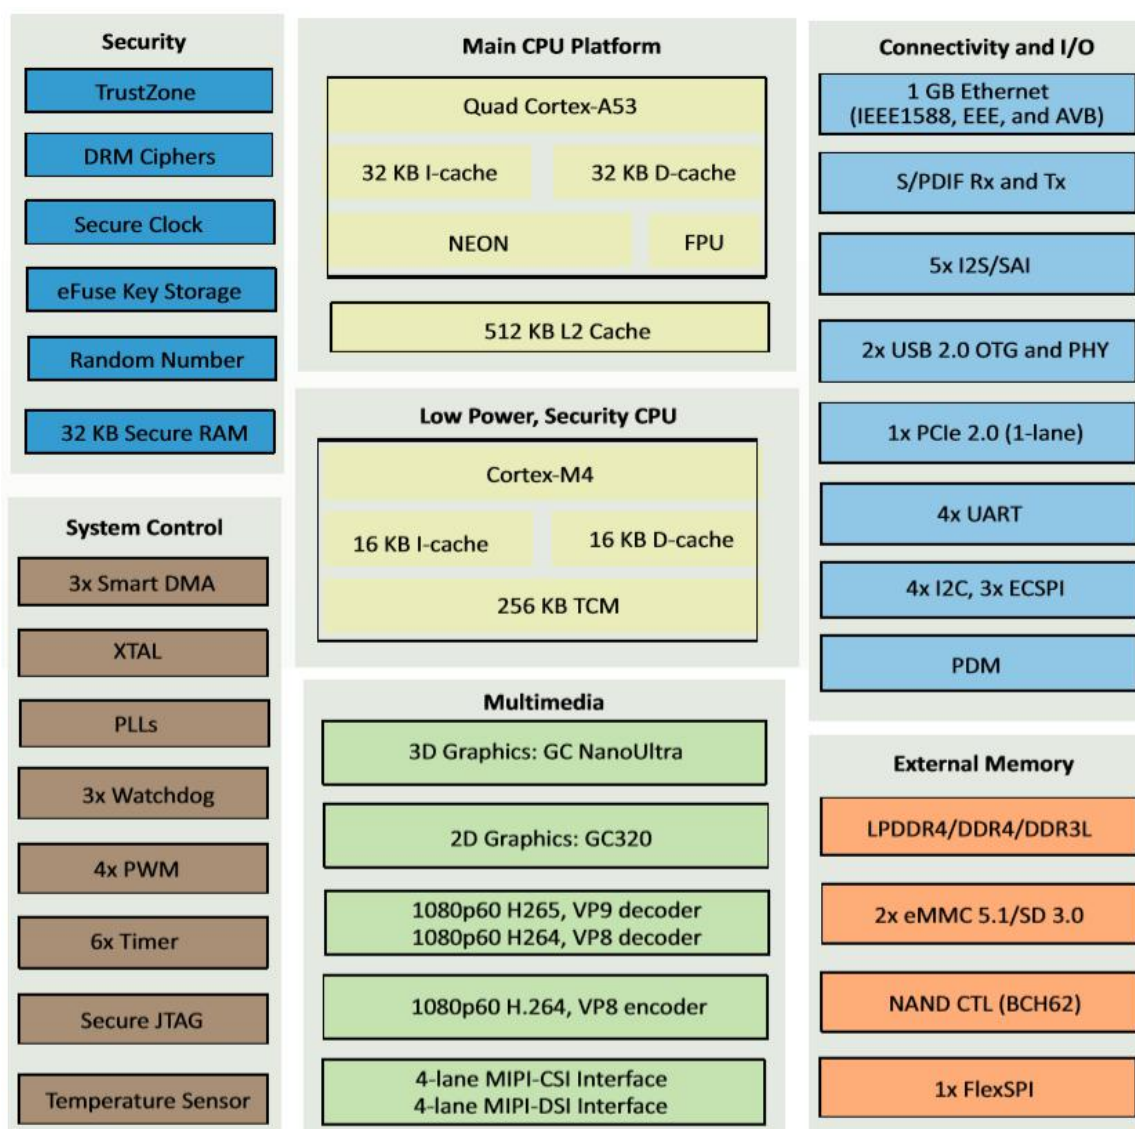 Security
TrustZone
DRM Ciphers
Secure Clock
eFuse Key Storage
Random Number
32 KB Secure RAM
System Control
3x Smart DMA
XTAL
PLLs
3x Watchdog
4x PWM
6x Timer
Secure JTAG
Temperature Sensor
Main CPU Platform
Quad Cortex-A53
32 KB I-cache
32 KB D-cache
NEON
FPU
512 KB L2 Cache
Low Power, Security CPU
Cortex-M4
16 KB I-cache
16 KB D-cache
256 KB TCM
Multimedia
3D Graphics: GC NanoUltra
2D Graphics: GC320
1080p60 H265, VP9 decoder
1080p60 H264, VP8 decoder
1080p60 H.264, VP8 encoder
4-lane MIPI-CSI Interface
4-lane MIPI-DSI Interface
Connectivity and I/O
1 GB Ethernet
(IEEE1588, EEE, and AVB)
S/PDIF Rx and Tx
5x I2S/SAI
2x USB 2.0 OTG and PHY
1x PCIe 2.0 (1-lane)
4x UART
4x I2C, 3x ECSPI
PDM
External Memory
LPDDR4/DDR4/DDR3L
2x eMMC 5.1/SD 3.0
NAND CTL (BCH62)
1x FlexSPI